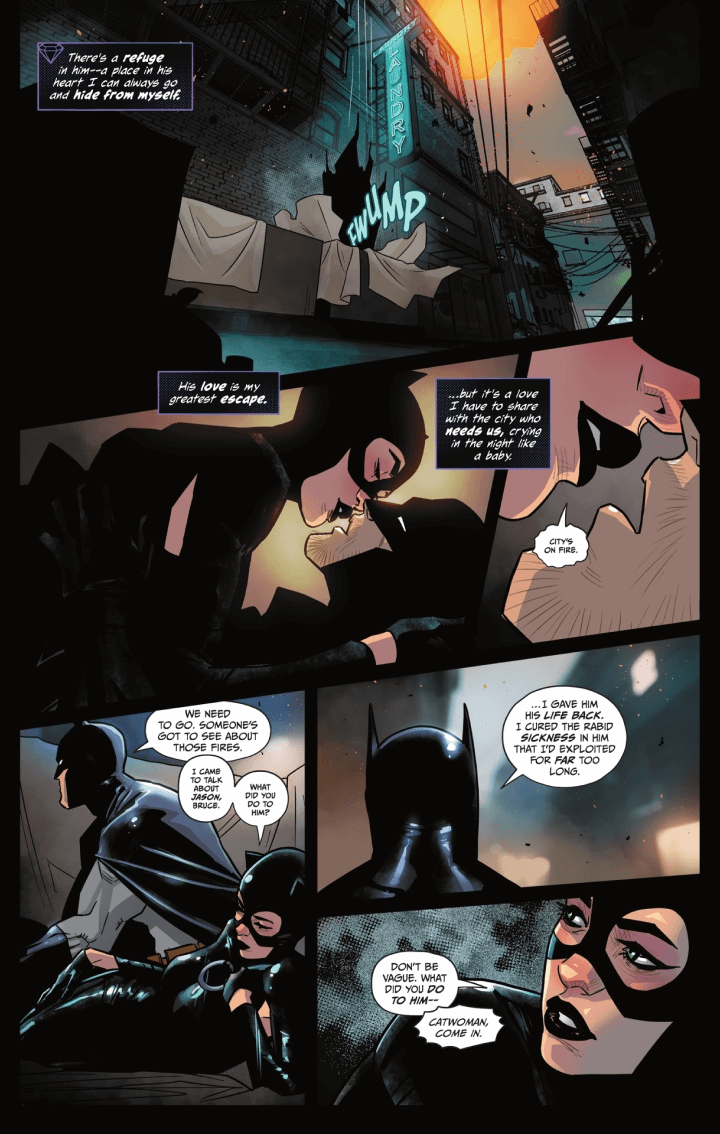 There's a refuge
in him--a place in his
heart I can always go
and hide from myself.
LAUNDRY
FWUMP
His love is my
greatest escape,
...but it's a love
I have to share
with the city who
needs us, crying
in the night like
a baby.
CITY'S
ON FIRE.
WE NEED
TO GO. SOMEONE'S
GOT TO SEE ABOUT
THOSE FIRES.
I CAME
TO TALK
ABOUT
JASON,
BRUCE.
WHAT
DID YOU
DO TO
HIM?
...I GAVE HIM
HIS LIFE BACK.
I CURED THE RABID
SICKNESS IN HIM
THAT I'D EXPLOITED
FOR FAR TOO
LONG.
DON'T BE
VAGUE. WHAT
DID YOU DO
TO HIM--
CATWOMAN,
COME IN.